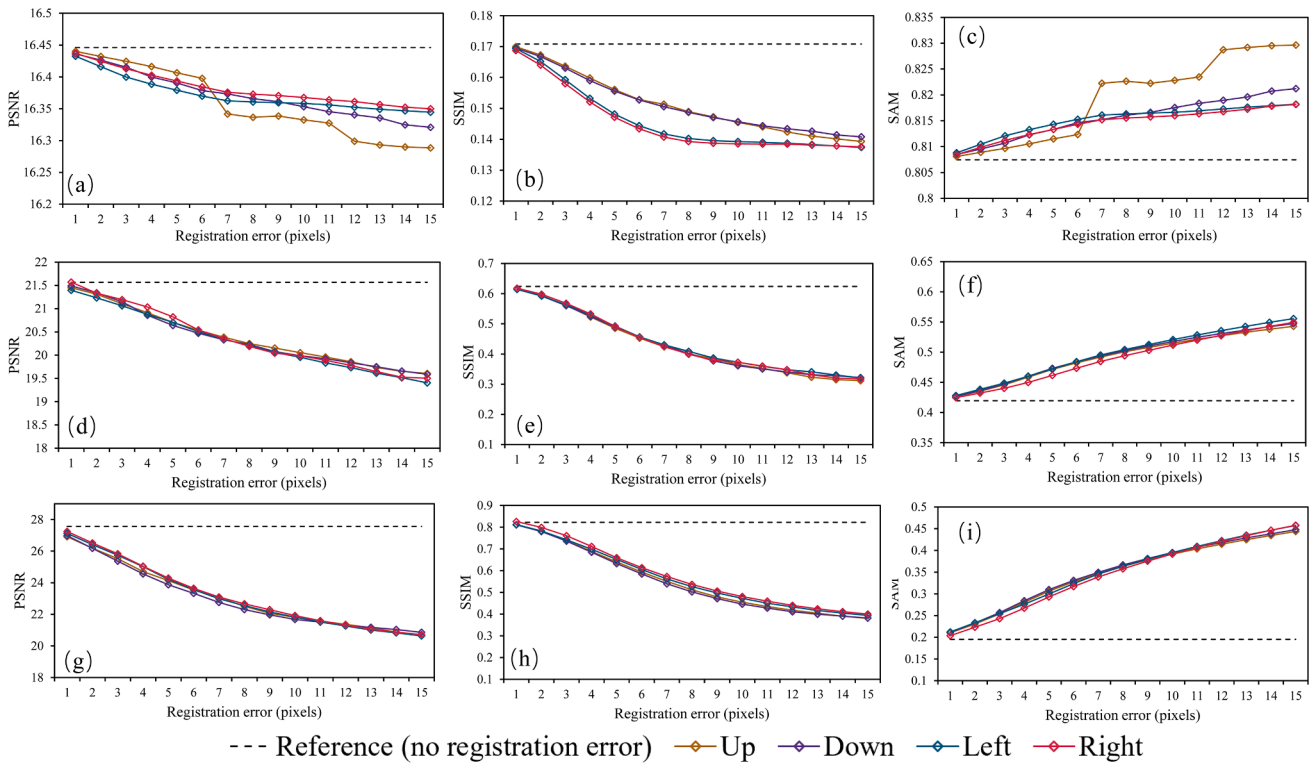 16.5
16.45
16.4
16.35
16.3
16.25
16.2
PSNR
(a)
1 2 3 4 5 6 7 8 9 10 11 12 13 14 15
Registration error (pixels)
0.18
0.17
0.16
0.15
0.14
0.13
0.12
SSIM
(b)
1 2 3 4 5 6 7 8 9 10 11 12 13 14 15
Registration error (pixels)
0.835
0.83
0.825
0.82
0.815
0.81
0.805
0.8
SAM
(c)
1 2 3 4 5 6 7 8 9 10 11 12 13 14 15
Registration error (pixels)
22
21.5
21
20.5
20
19.5
19
18.5
18
PSNR
(d)
1 2 3 4 5 6 7 8 9 10 11 12 13 14 15
Registration error (pixels)
0.7
0.6
0.5
0.4
0.3
0.2
0.1
SSIM
(e)
1 2 3 4 5 6 7 8 9 10 11 12 13 14 15
Registration error (pixels)
0.65
0.6
0.55
0.5
0.45
0.4
0.35
SAM
(f)
1 2 3 4 5 6 7 8 9 10 11 12 13 14 15
Registration error (pixels)
28
26
24
22
20
18
PSNR
(g)
1 2 3 4 5 6 7 8 9 10 11 12 13 14 15
Registration error (pixels)
0.9
0.8
0.7
0.6
0.5
0.4
0.3
0.2
0.1
SSIM
(h)
1 2 3 4 5 6 7 8 9 10 11 12 13 14 15
Registration error (pixels)
0.5
0.45
0.4
0.35
0.3
0.25
0.2
0.15
0.1
SAM
(i)
1 2 3 4 5 6 7 8 9 10 11 12 13 14 15
Registration error (pixels)
Reference (no registration error) Up Down Left Right